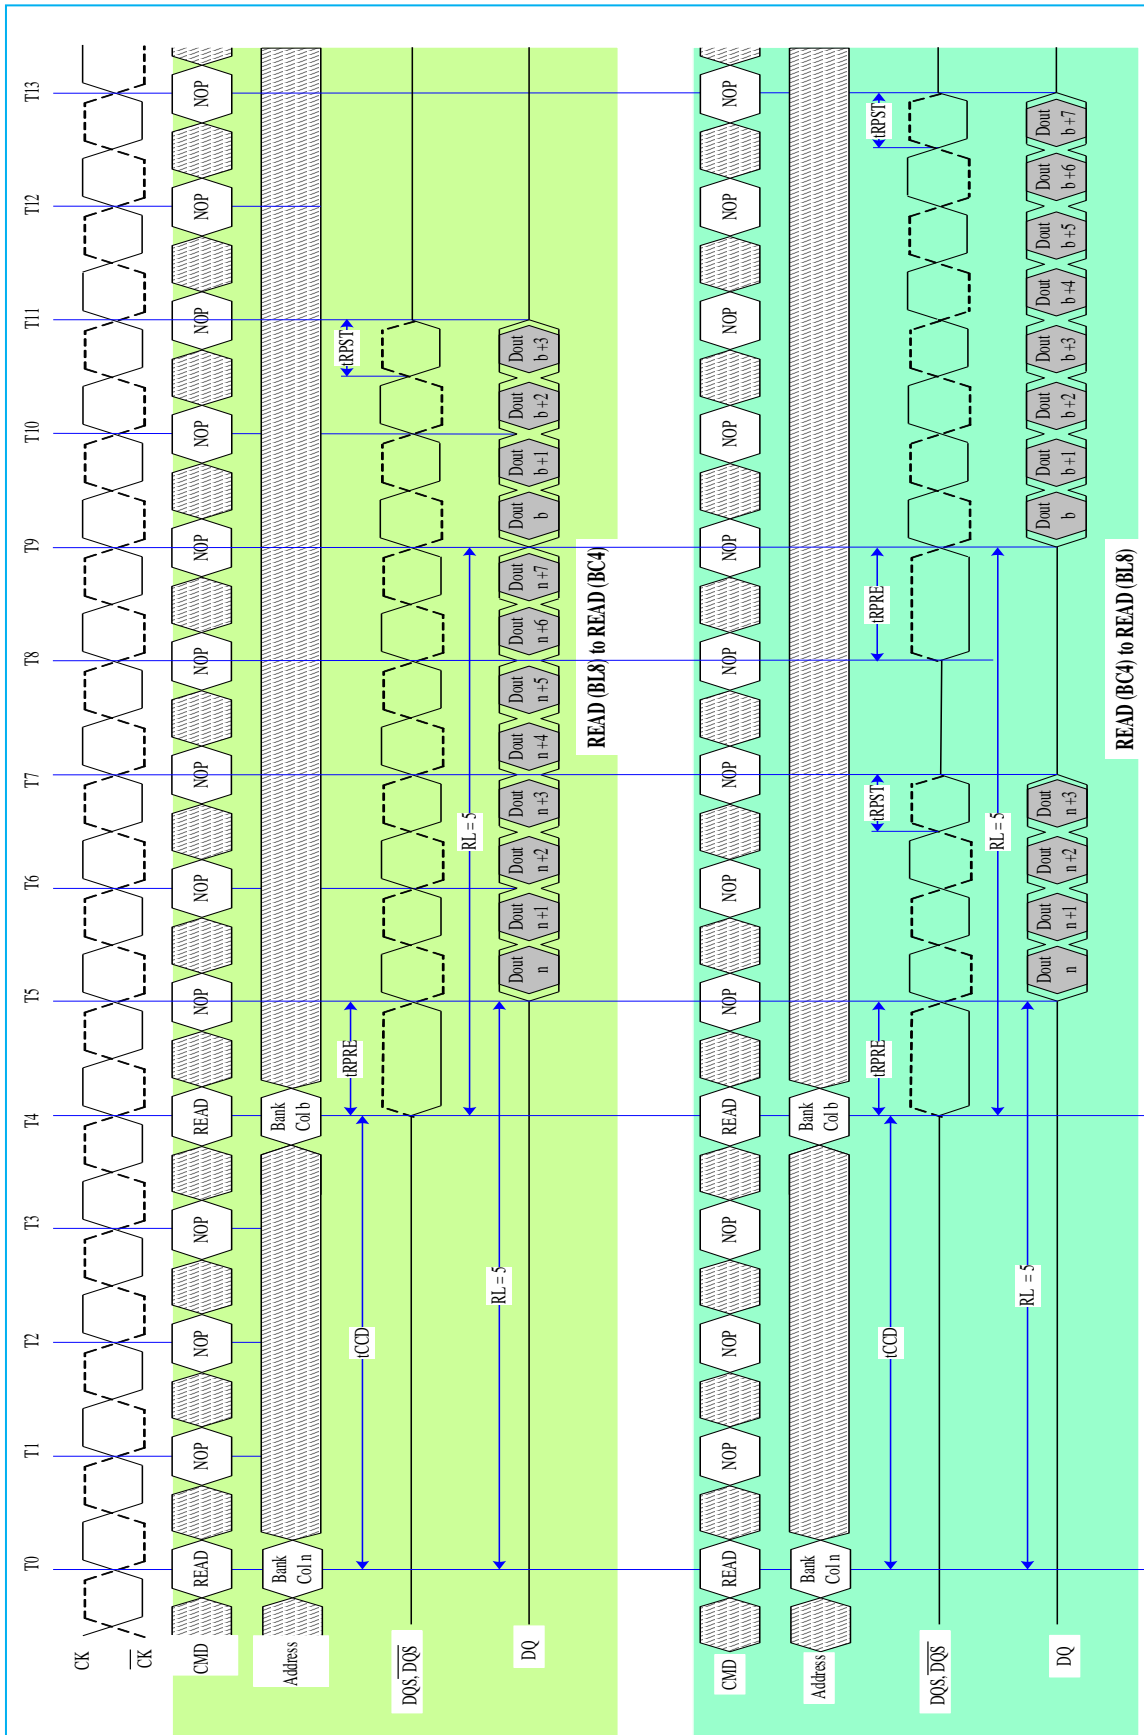 T0 T1 T2 T3 T4 T5 T6 T7 T8 T9 T10 T11 T12 T13
CK
CK
CMD READ NOP NOP NOP READ NOP NOP NOP NOP NOP NOP NOP NOP NOP
Address
Bank
Col n
Bank
Col b
tCCD tRPRE tRPST
DQS, DQS
RL = 5
RL = 5
DQ
Dout
n
Dout
n+1
Dout
n+2
Dout
n+3
Dout
n+4
Dout
n+5
Dout
n+6
Dout
n+7
Dout
b
Dout
b+1
Dout
b+2
Dout
b+3
READ (BL8) to READ (BC4)
CMD READ NOP NOP NOP READ NOP NOP NOP NOP NOP NOP NOP NOP NOP
Address
Bank
Col n
Bank
Col b
tCCD tRPRE tRPST tRPRE tRPST
DQS, DQS
RL = 5
RL = 5
DQ
Dout
n
Dout
n+1
Dout
n+2
Dout
n+3
Dout
b
Dout
b+1
Dout
b+2
Dout
b+3
Dout
b+4
Dout
b+5
Dout
b+6
Dout
b+7
READ (BC4) to READ (BL8)